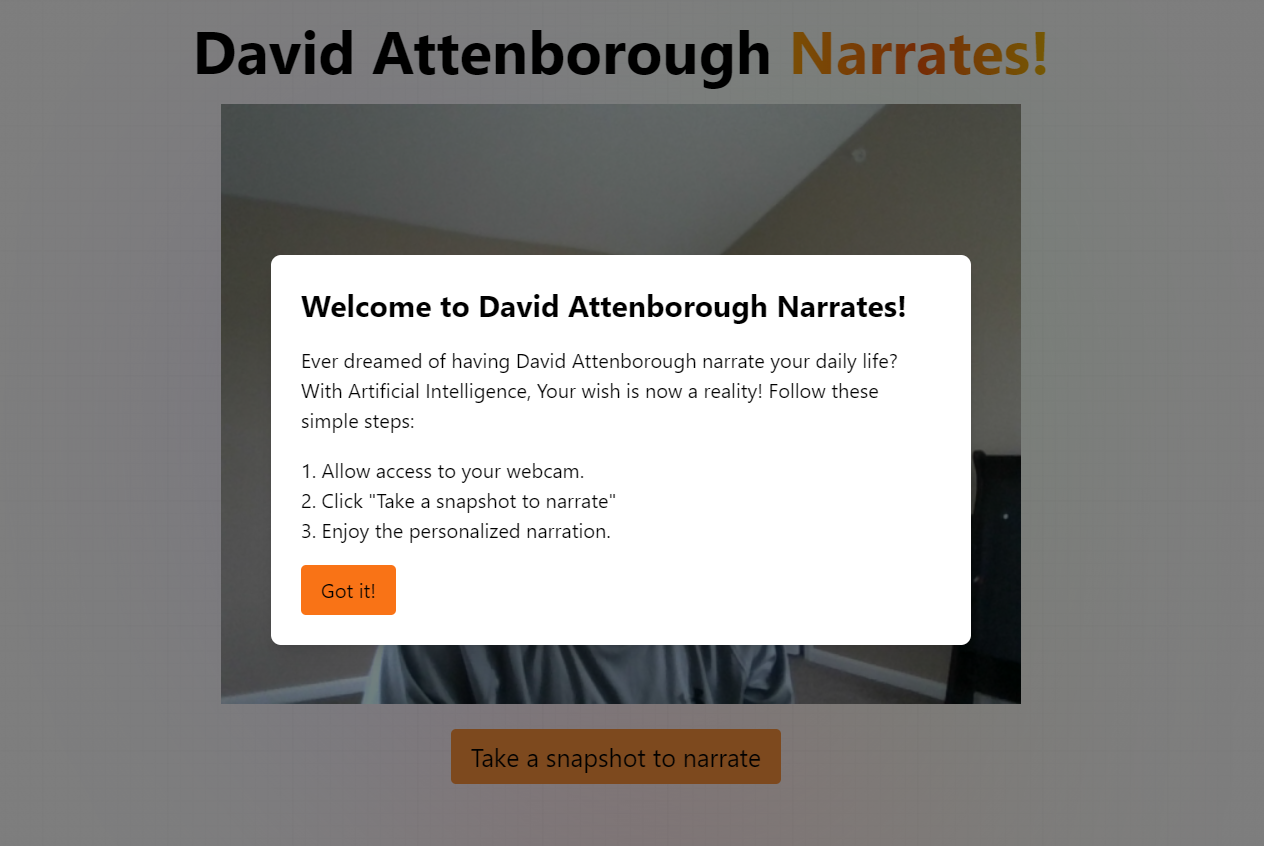 David Attenborough Narrates!
Welcome to David Attenborough Narrates!
Ever dreamed of having David Attenborough narrate your daily life?
With Artificial Intelligence, Your wish is now a reality! Follow these
simple steps:
1. Allow access to your webcam.
2. Click "Take a snapshot to narrate"
3. Enjoy the personalized narration.
Got it!
Take a snapshot to narrate